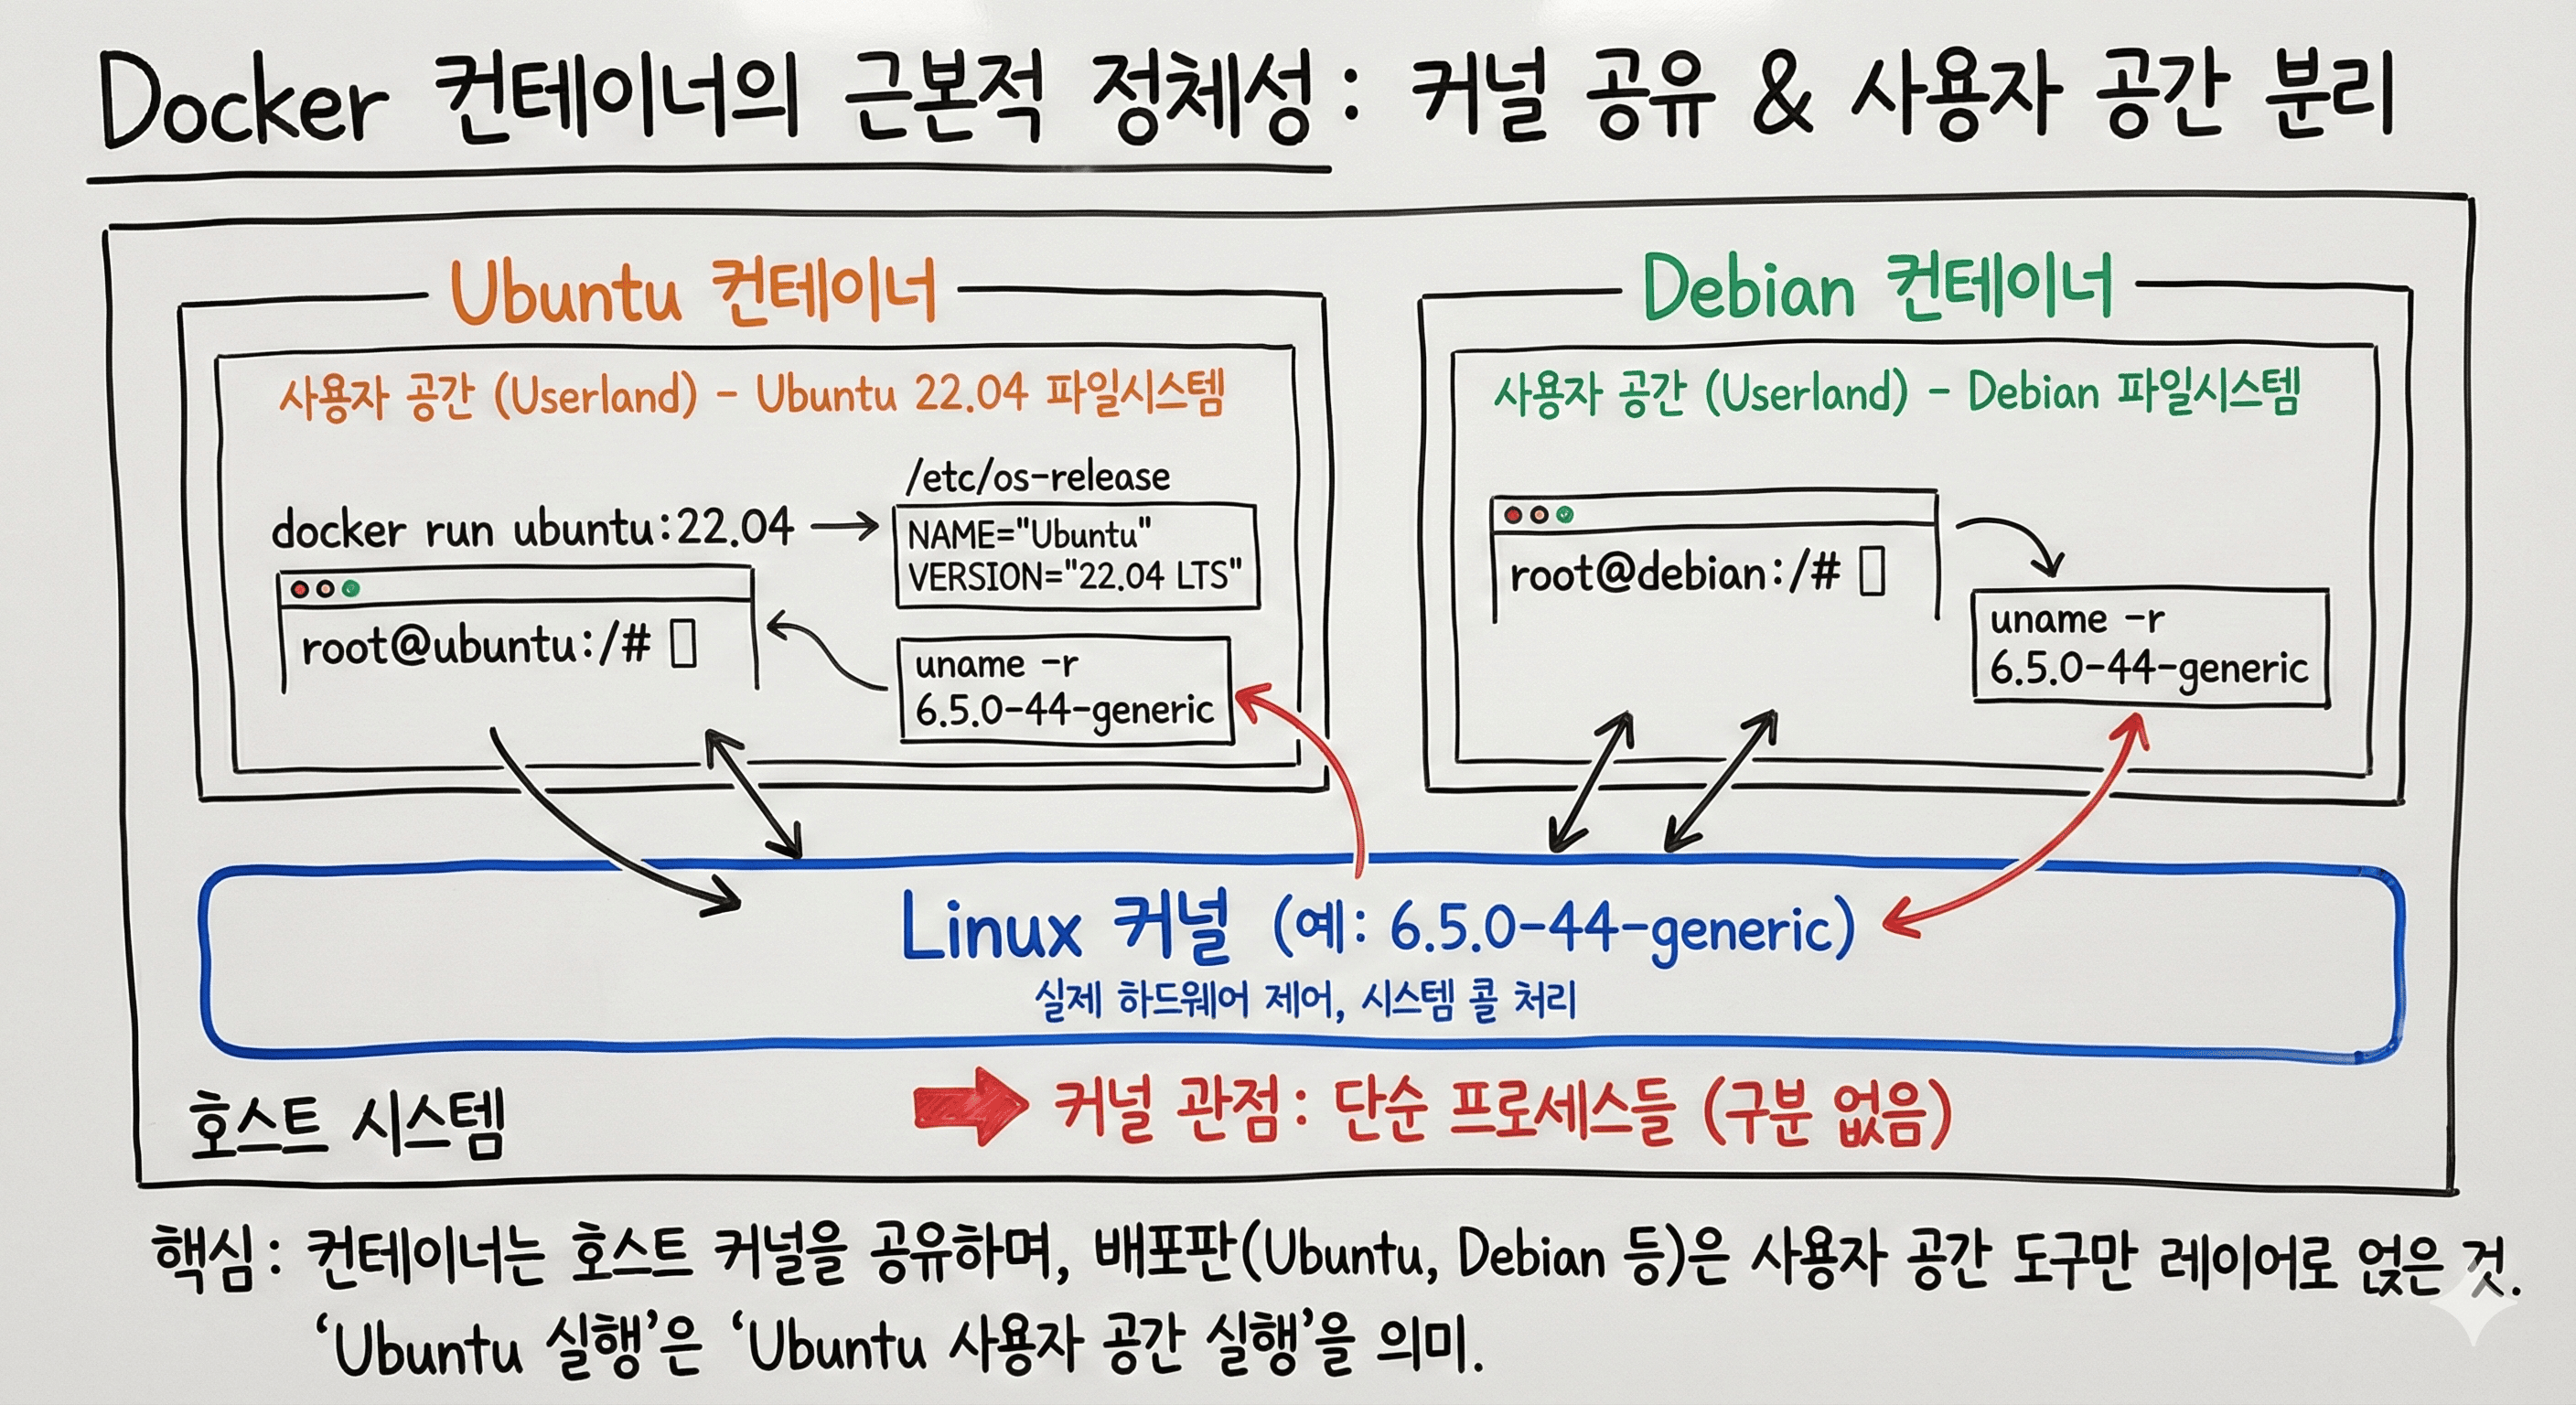 Docker 컨테이너의 근본적 정체성: 커널 공유 & 사용자 공간 분리
Ubuntu 컨테이너
사용자 공간 (Userland) - Ubuntu 22.04 파일시스템
docker run ubuntu:22.04
/etc/os-release
NAME="Ubuntu"
VERSION="22.04 LTS"
root@ubuntu:/#
uname -r
6.5.0-44-generic
Debian 컨테이너
사용자 공간 (Userland) - Debian 파일시스템
root@debian:/#
uname -r
6.5.0-44-generic
Linux 커널 (예: 6.5.0-44-generic)
실제 하드웨어 제어, 시스템 콜 처리
호스트 시스템
커널 관점: 단순 프로세스들 (구분 없음)
핵심: 컨테이너는 호스트 커널을 공유하며, 배포판(Ubuntu, Debian 등)은 사용자 공간 도구만 레이어로 얹은 것.
‘Ubuntu 실행’은 ‘Ubuntu 사용자 공간 실행’을 의미.